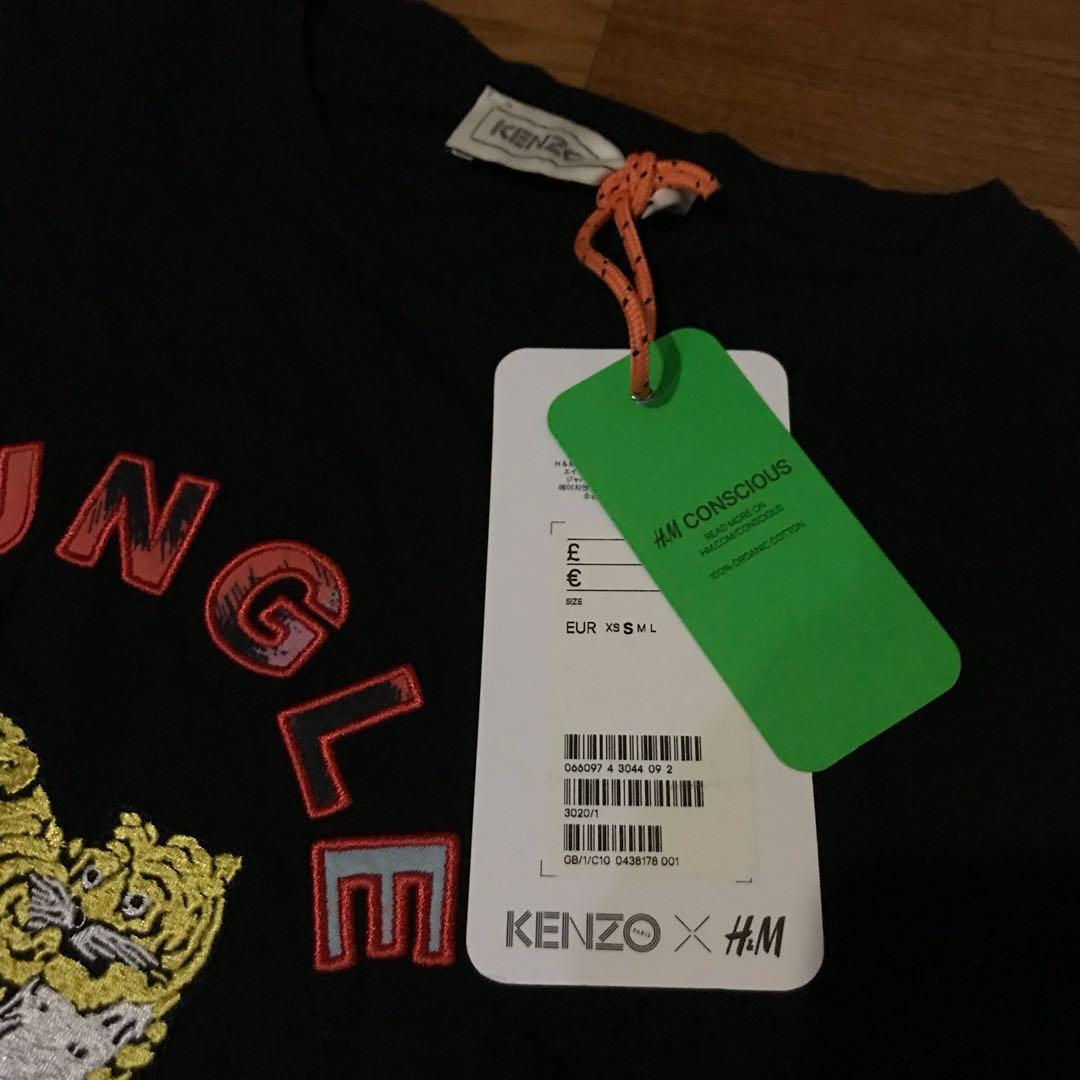 KENZO
UNGLE
H&M CONSCIOUS
READ MORE ON
HM.COM/CONSCIOUS
100% ORGANIC COTTON
£
€
SIZE
EUR XS S M L
066097 4 3044 09 2
3020/1
GB/1/C10 0438178 001
KENZO PARIS X H&M